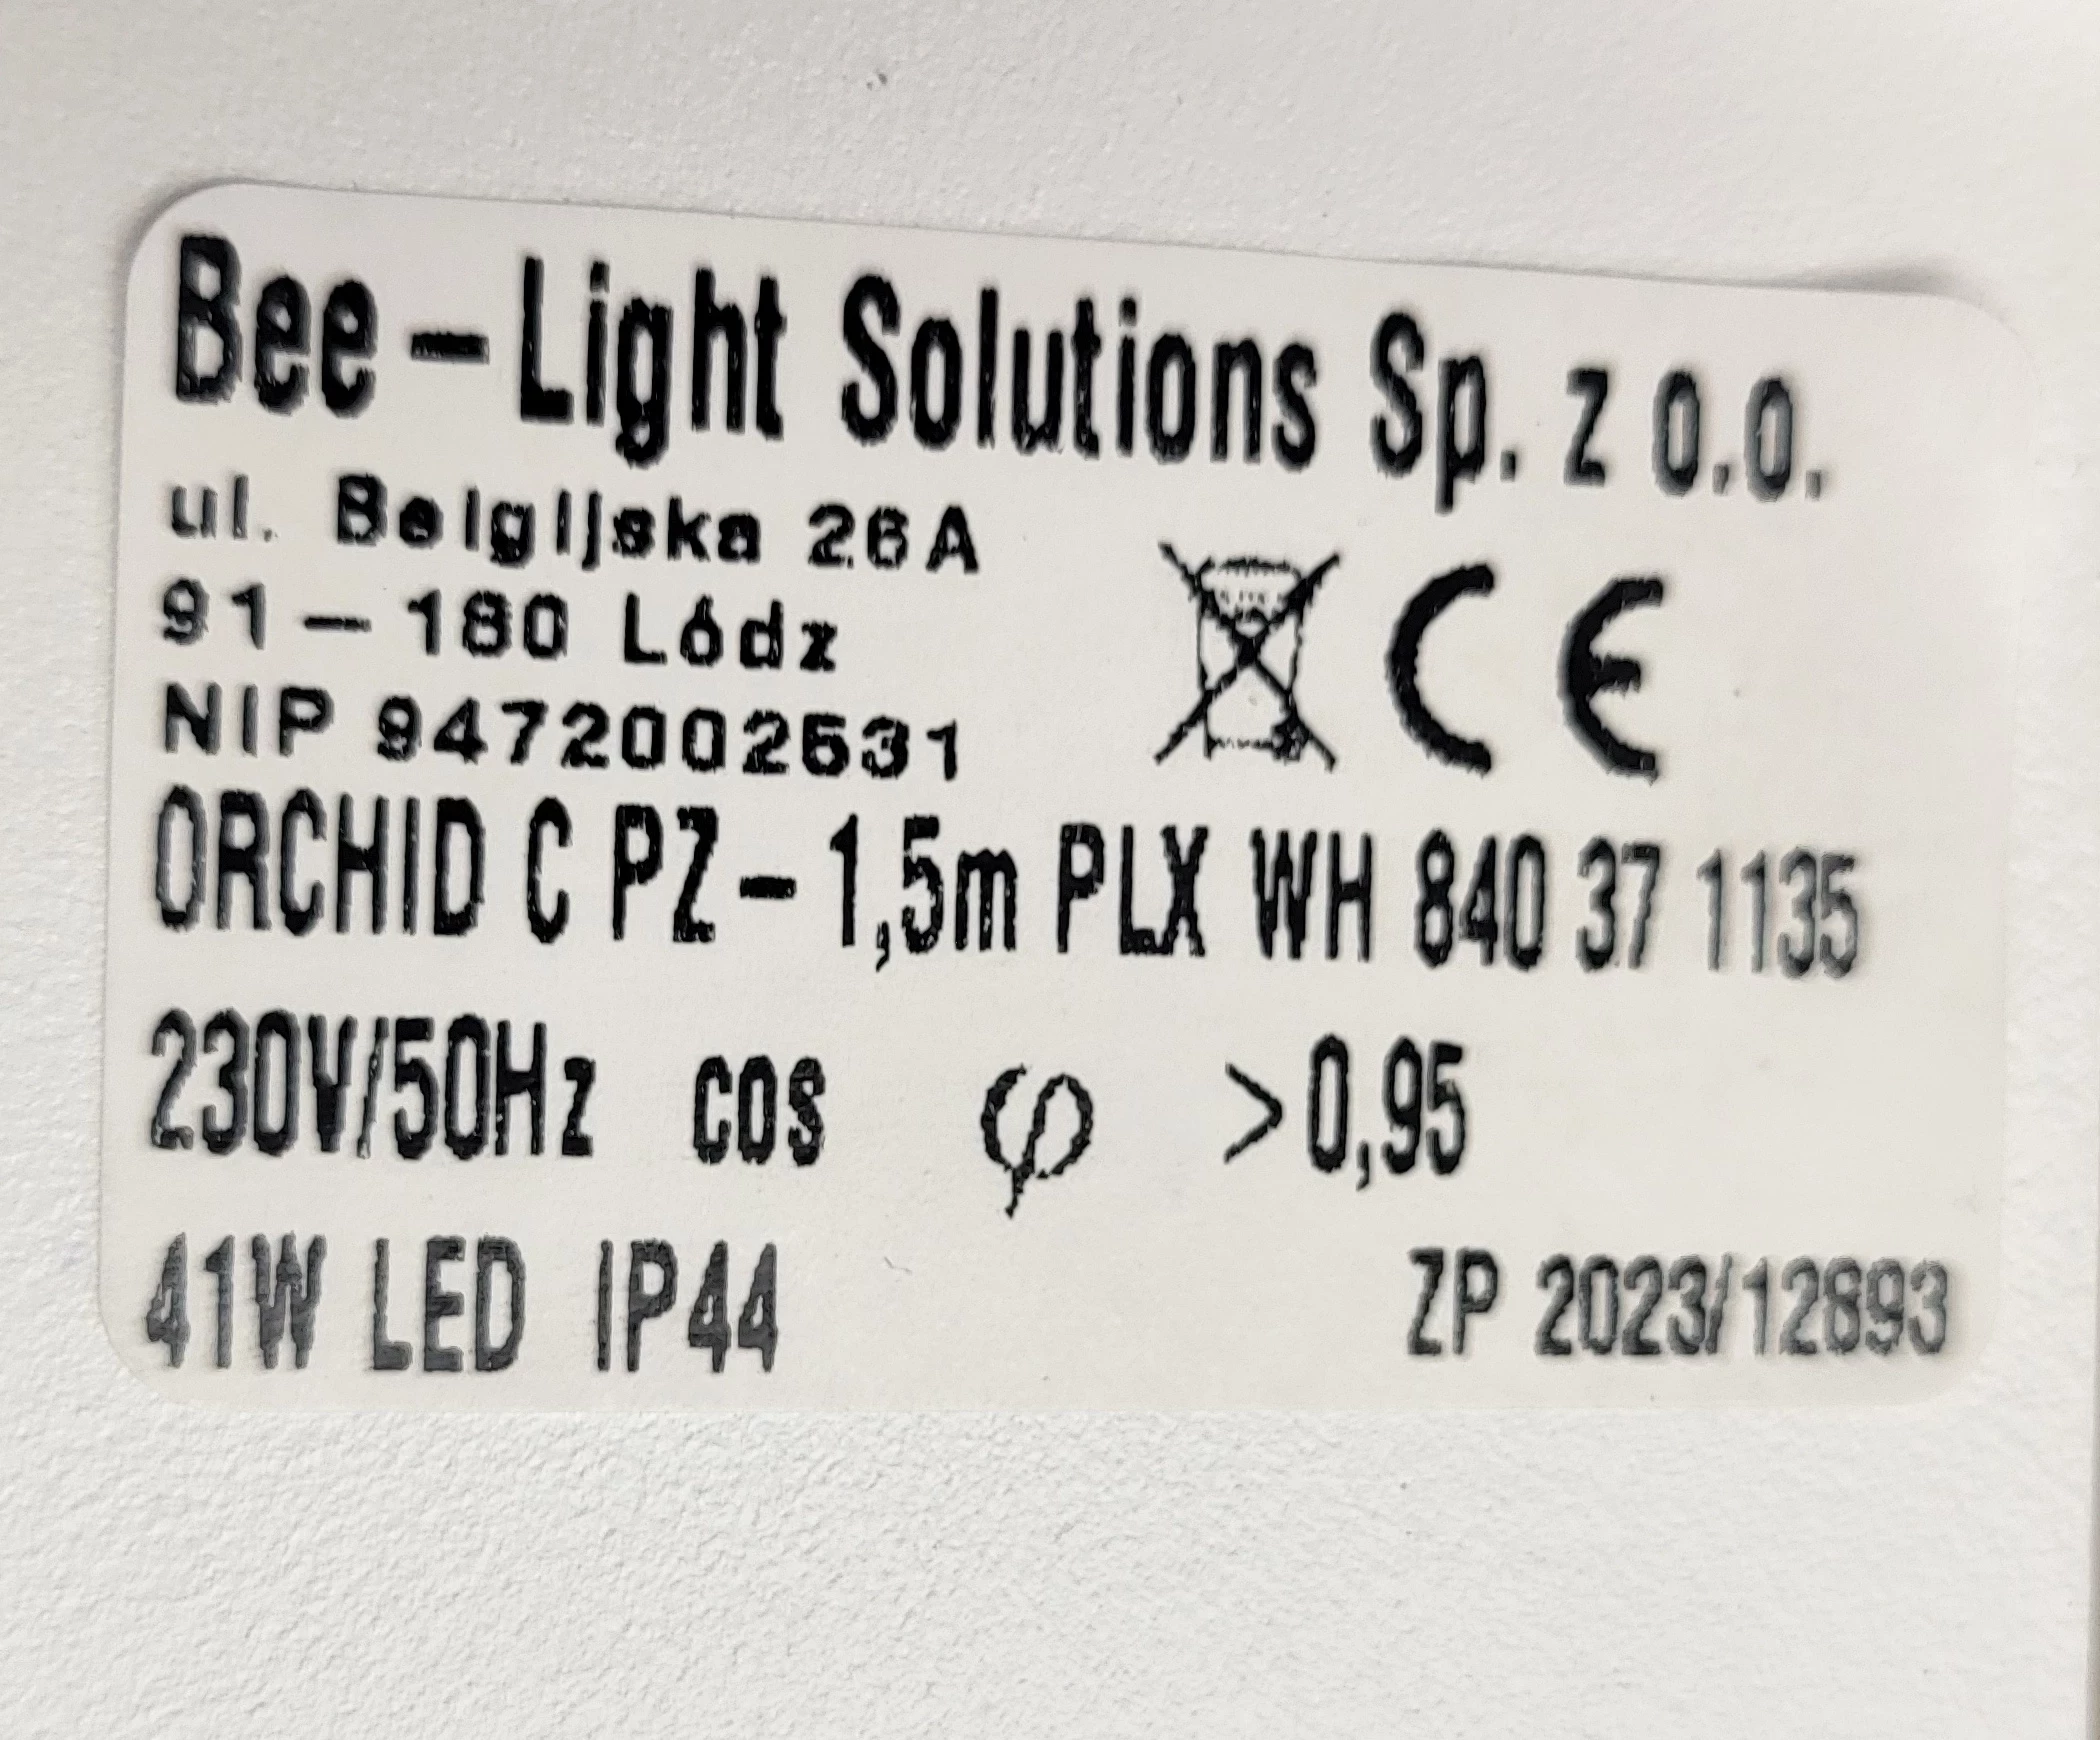 Bee-Light Solutions Sp. z o.o.
ul. Belgijska 26A
91-180 Lódz
NIP 9472002531
CE
ORCHID C PZ-1,5m PLX WH 840 37 1135
230V/50Hz cos φ >0,95
41W LED IP44
ZP 2023/12893